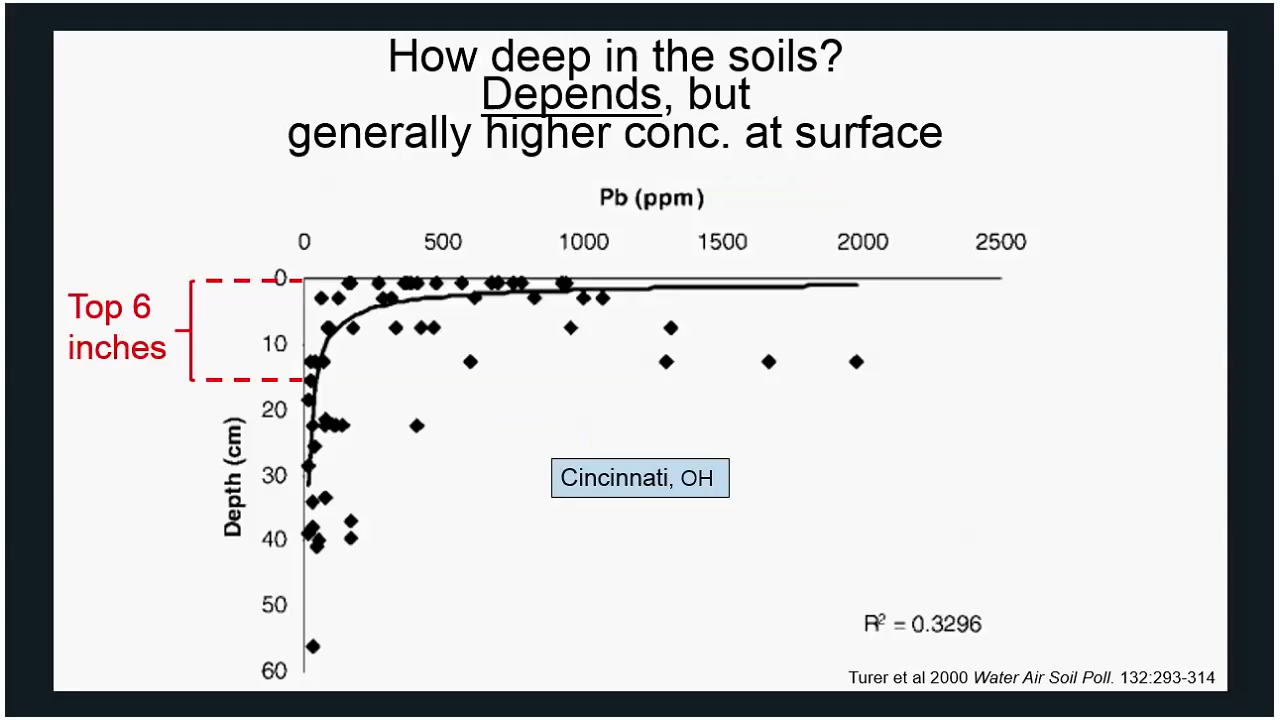 How deep in the soils?
Depends, but
generally higher conc. at surface
Pb (ppm)
0 500 1000 1500 2000 2500
0
Top 6
inches
10
20
30
40
50
60
Depth (cm)
Cincinnati, OH
R² = 0.3296
Turer et al 2000 Water Air Soil Poll. 132:293-314